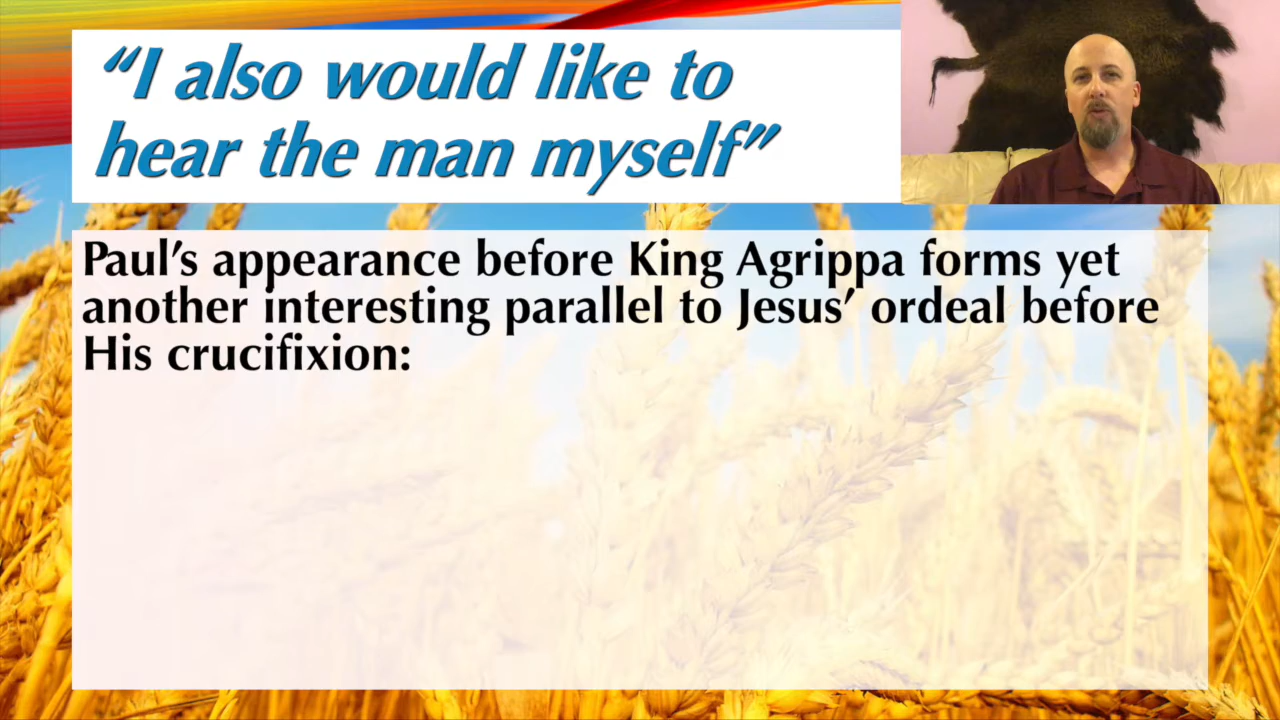 “I also would like to
hear the man myself”
Paul’s appearance before King Agrippa forms yet
another interesting parallel to Jesus’ ordeal before
His crucifixion: